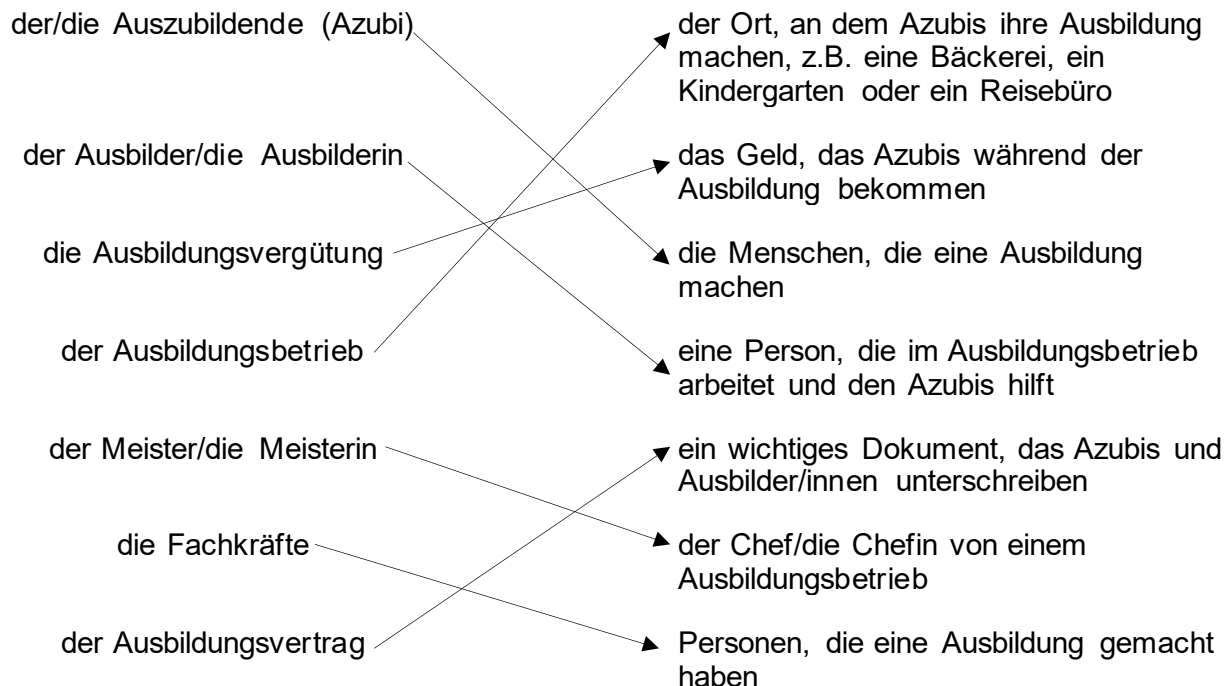 der/die Auszubildende (Azubi)
der Ausbilder/die Ausbilderin
die Ausbildungsvergütung
der Ausbildungsbetrieb
der Meister/die Meisterin
die Fachkräfte
der Ausbildungsvertrag
der Ort, an dem Azubis ihre Ausbildung
machen, z.B. eine Bäckerei, ein
Kindergarten oder ein Reisebüro
das Geld, das Azubis während der
Ausbildung bekommen
die Menschen, die eine Ausbildung
machen
eine Person, die im Ausbildungsbetrieb
arbeitet und den Azubis hilft
ein wichtiges Dokument, das Azubis und
Ausbilder/innen unterschreiben
der Chef/die Chefin von einem
Ausbildungsbetrieb
Personen, die eine Ausbildung gemacht
haben